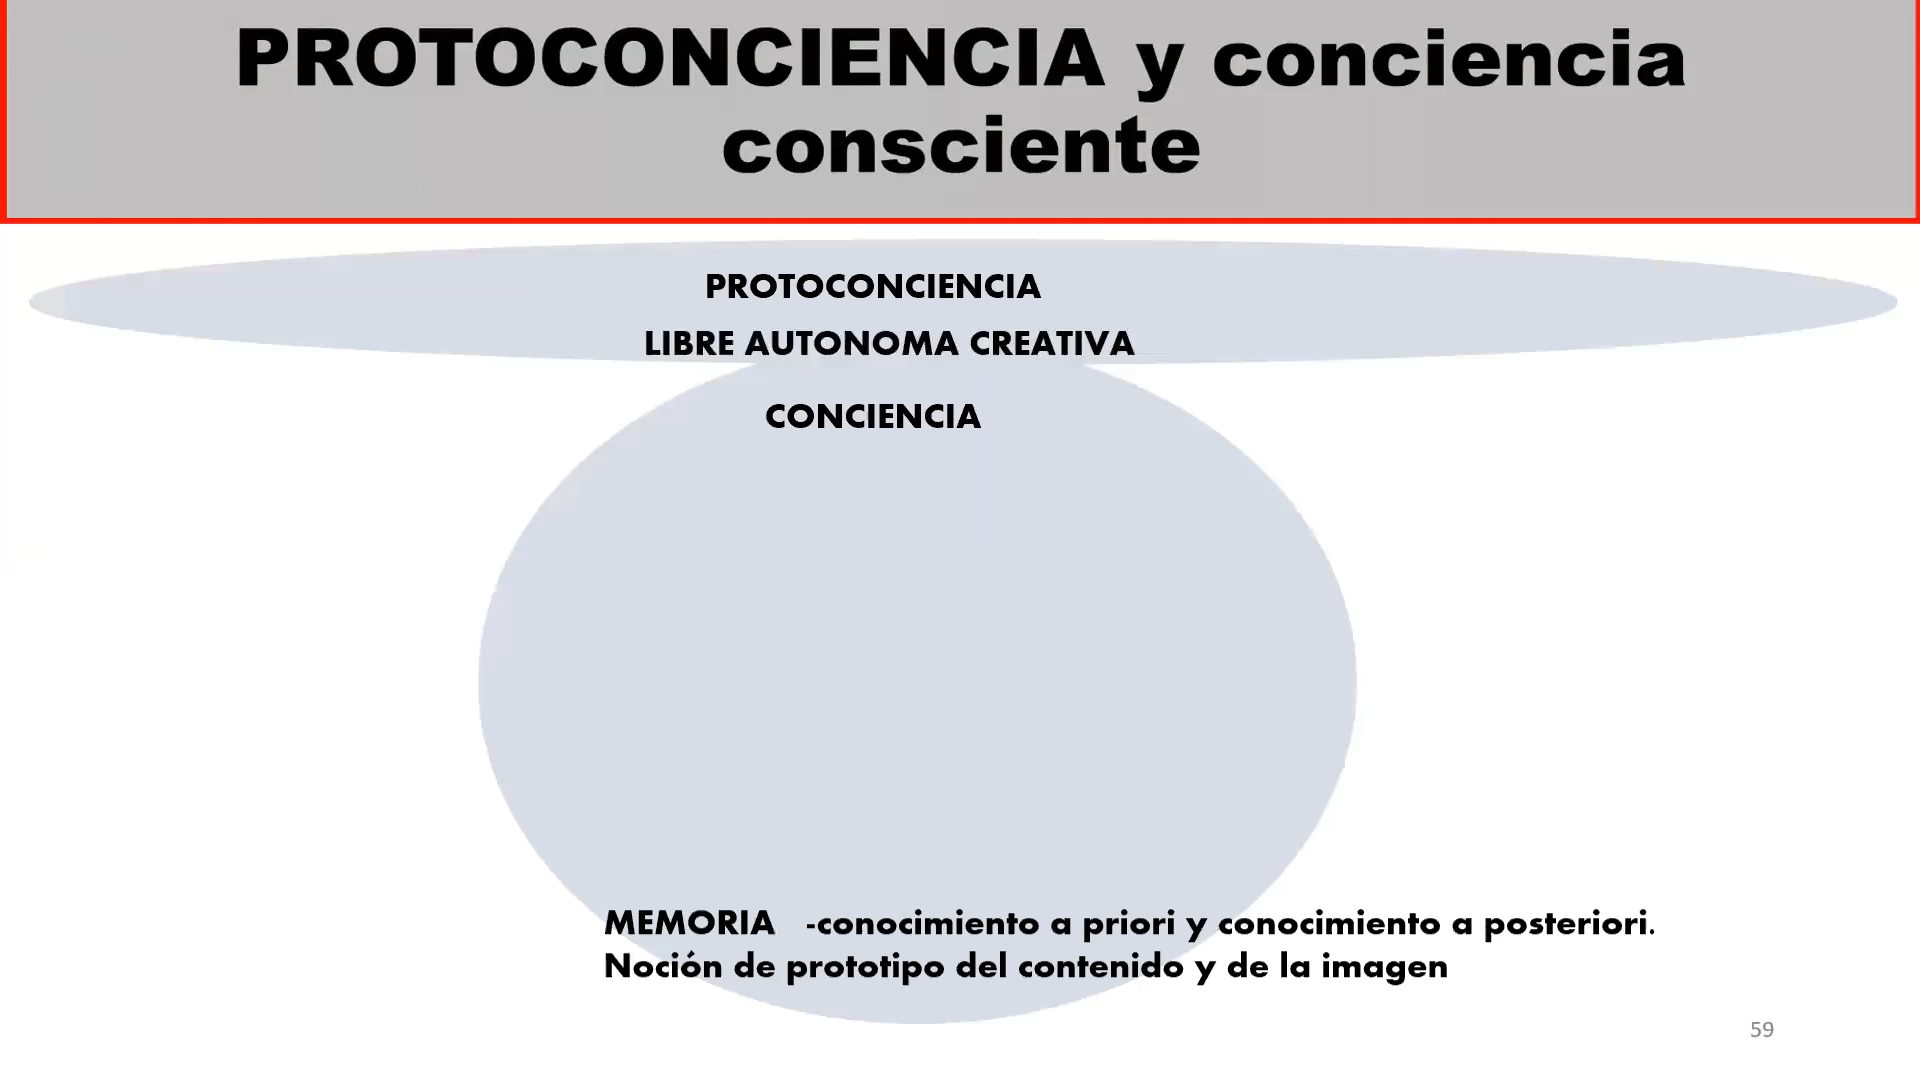 PROTOCONCIENCIA y conciencia
consciente
PROTOCONCIENCIA
LIBRE AUTONOMA CREATIVA
CONCIENCIA
MEMORIA -conocimiento a priori y conocimiento a posteriori.
Noción de prototipo del contenido y de la imagen
59